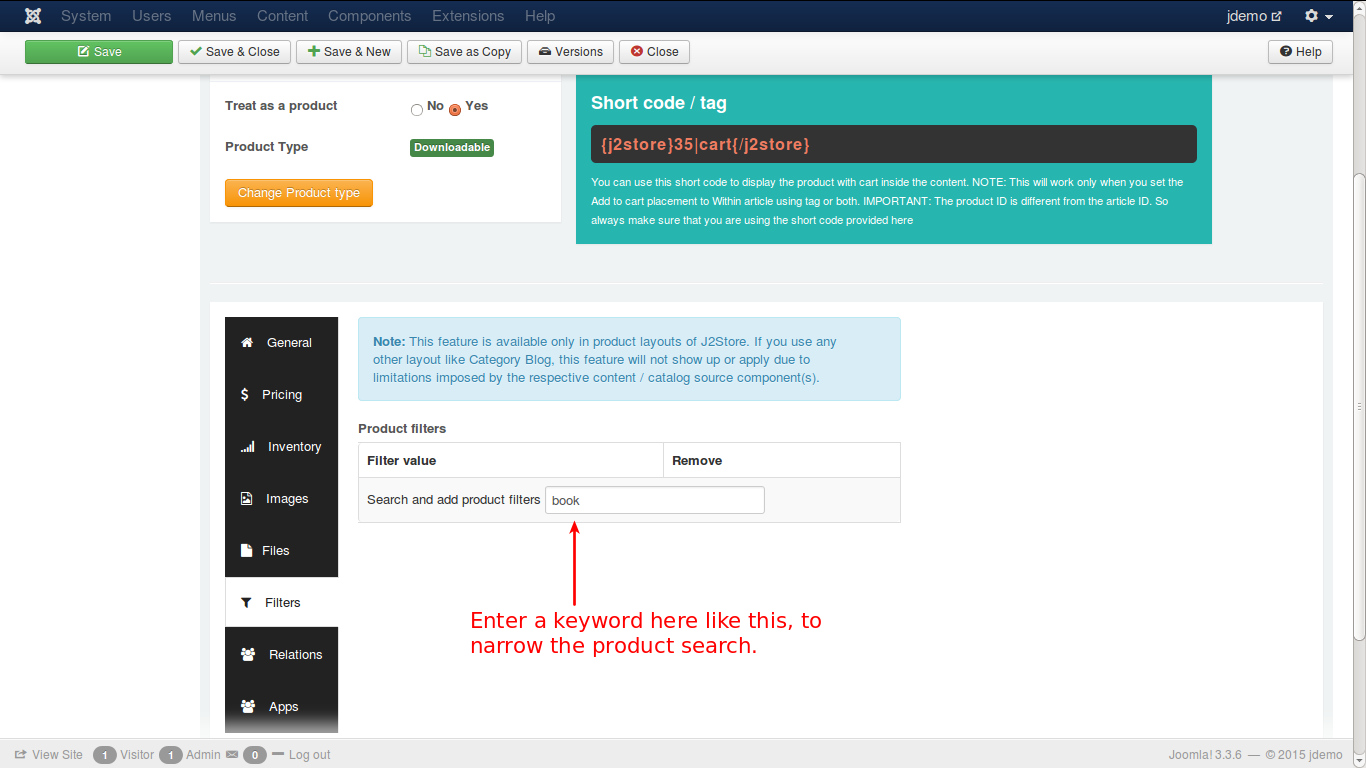 System Users Menus Content Components Extensions Help jdemo
Save Save & Close Save & New Save as Copy Versions Close Help
Treat as a product No Yes
Product Type Downloadable
Change Product type
Short code / tag
{j2store}35|cart{/j2store}
You can use this short code to display the product with cart inside the content. NOTE: This will work only when you set the
Add to cart placement to Within article using tag or both. IMPORTANT: The product ID is different from the article ID. So
always make sure that you are using the short code provided here
General
Pricing
Inventory
Images
Files
Filters
Relations
Apps
Note: This feature is available only in product layouts of J2Store. If you use any
other layout like Category Blog, this feature will not show up or apply due to
limitations imposed by the respective content / catalog source component(s).
Product filters
Filter value Remove
Search and add product filters book
Enter a keyword here like this, to
narrow the product search.
View Site 1 Visitor 1 Admin 0 Log out Joomla! 3.3.6 — © 2015 jdemo